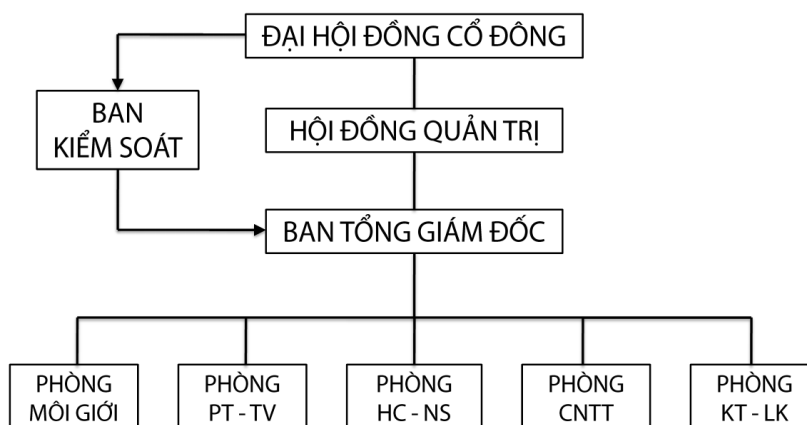 ĐẠI HỘI ĐỒNG CỔ ĐÔNG
BAN
KIỂM SOÁT
HỘI ĐỒNG QUẢN TRỊ
BAN TỔNG GIÁM ĐỐC
PHÒNG
MÔI GIỚI
PHÒNG
PT - TV
PHÒNG
HC - NS
PHÒNG
CNTT
PHÒNG
KT - LK